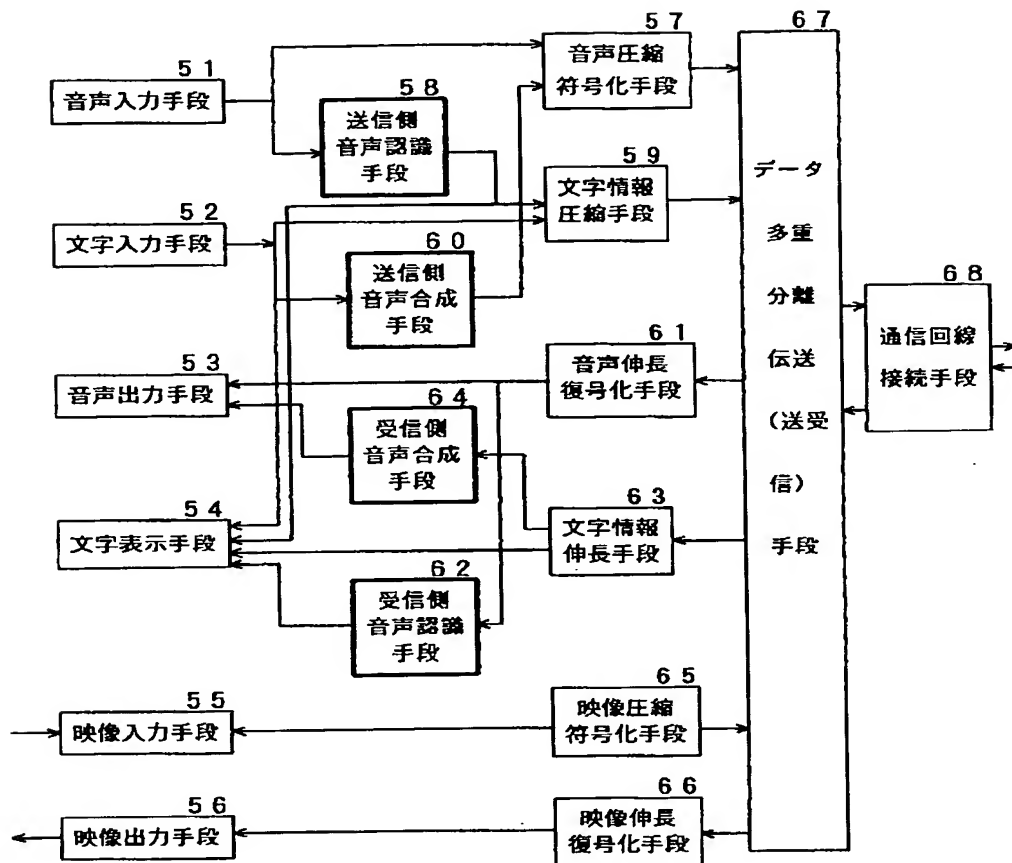 ５１
音声入力手段
５２
文字入力手段
５３
音声出力手段
５４
文字表示手段
５５
映像入力手段
５６
映像出力手段
５８
送信側
音声認識
手段
６０
送信側
音声合成
手段
６４
受信側
音声合成
手段
６２
受信側
音声認識
手段
５７
音声圧縮
符号化手段
５９
文字情報
圧縮手段
６１
音声伸長
復号化手段
６３
文字情報
伸長手段
６５
映像圧縮
符号化手段
６６
映像伸長
復号化手段
６７
データ
多重
分離
伝送
（送受
信）
手段
６８
通信回線
接続手段